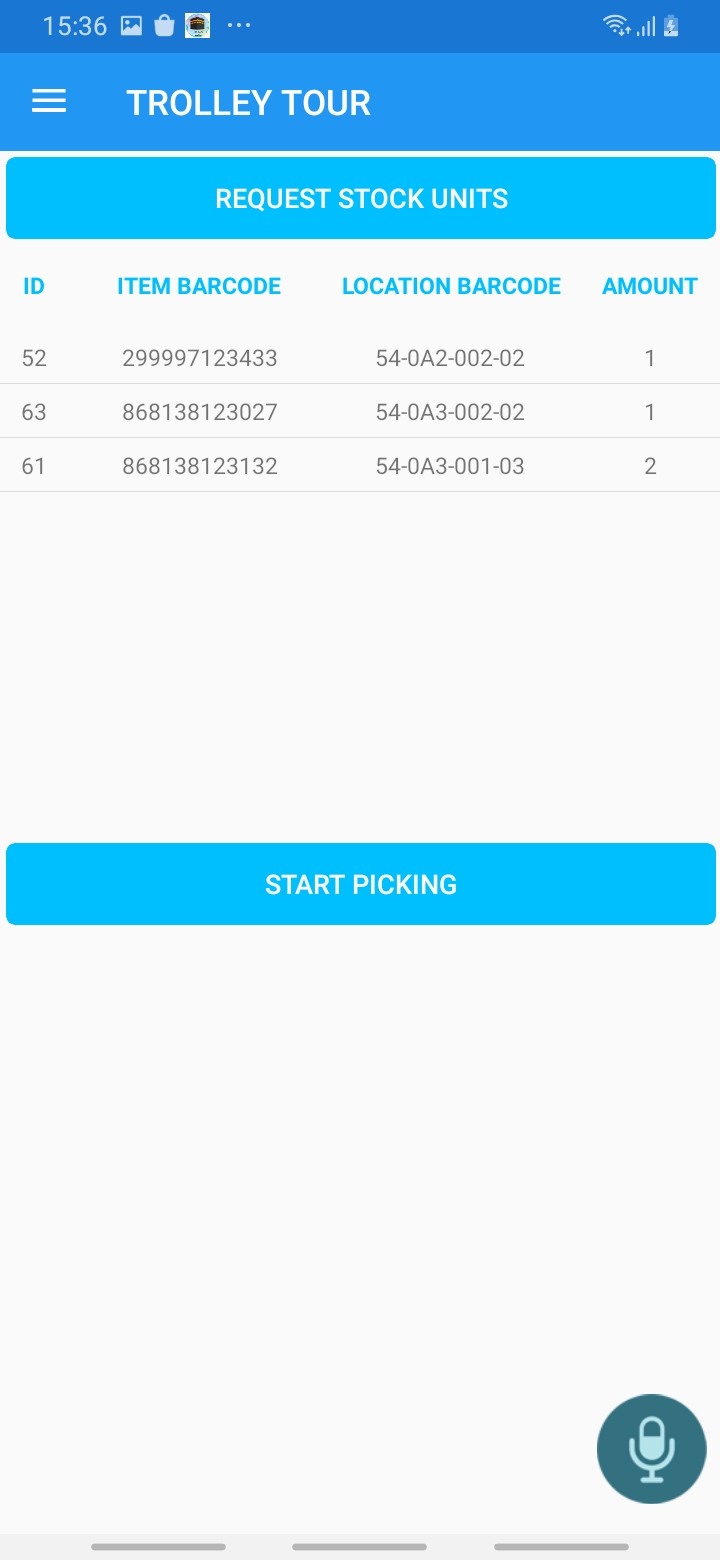 15:36
TROLLEY TOUR
REQUEST STOCK UNITS
ID ITEM BARCODE LOCATION BARCODE AMOUNT
52 299997123433 54-0A2-002-02 1
63 868138123027 54-0A3-002-02 1
61 868138123132 54-0A3-001-03 2
START PICKING